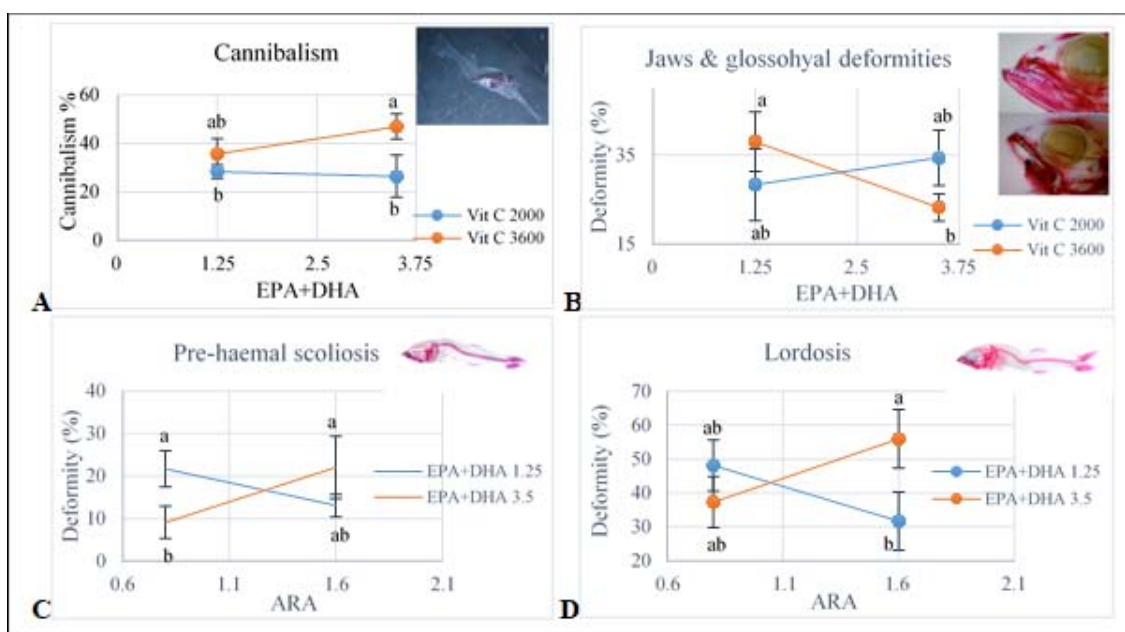 Cannibalism
Cannibalism %
60
40
20
0
ab
a
b
b
Vit C 2000
Vit C 3600
0
1.25
2.5
3.75
EPA+DHA
A
Jaws & glossohyal deformities
Deformity (%)
35
15
a
ab
ab
b
Vit C 2000
Vit C 3600
0
1.25
2.5
3.75
EPA+DHA
B
Pre-haemal scoliosis
Deformity (%)
40
30
20
10
0
a
a
b
ab
EPA+DHA 1.25
EPA+DHA 3.5
0.6
1.1
1.6
2.1
ARA
C
Lordosis
Deformity (%)
70
60
50
40
30
20
ab
a
ab
b
EPA+DHA 1.25
EPA+DHA 3.5
0.6
1.1
1.6
2.1
ARA
D